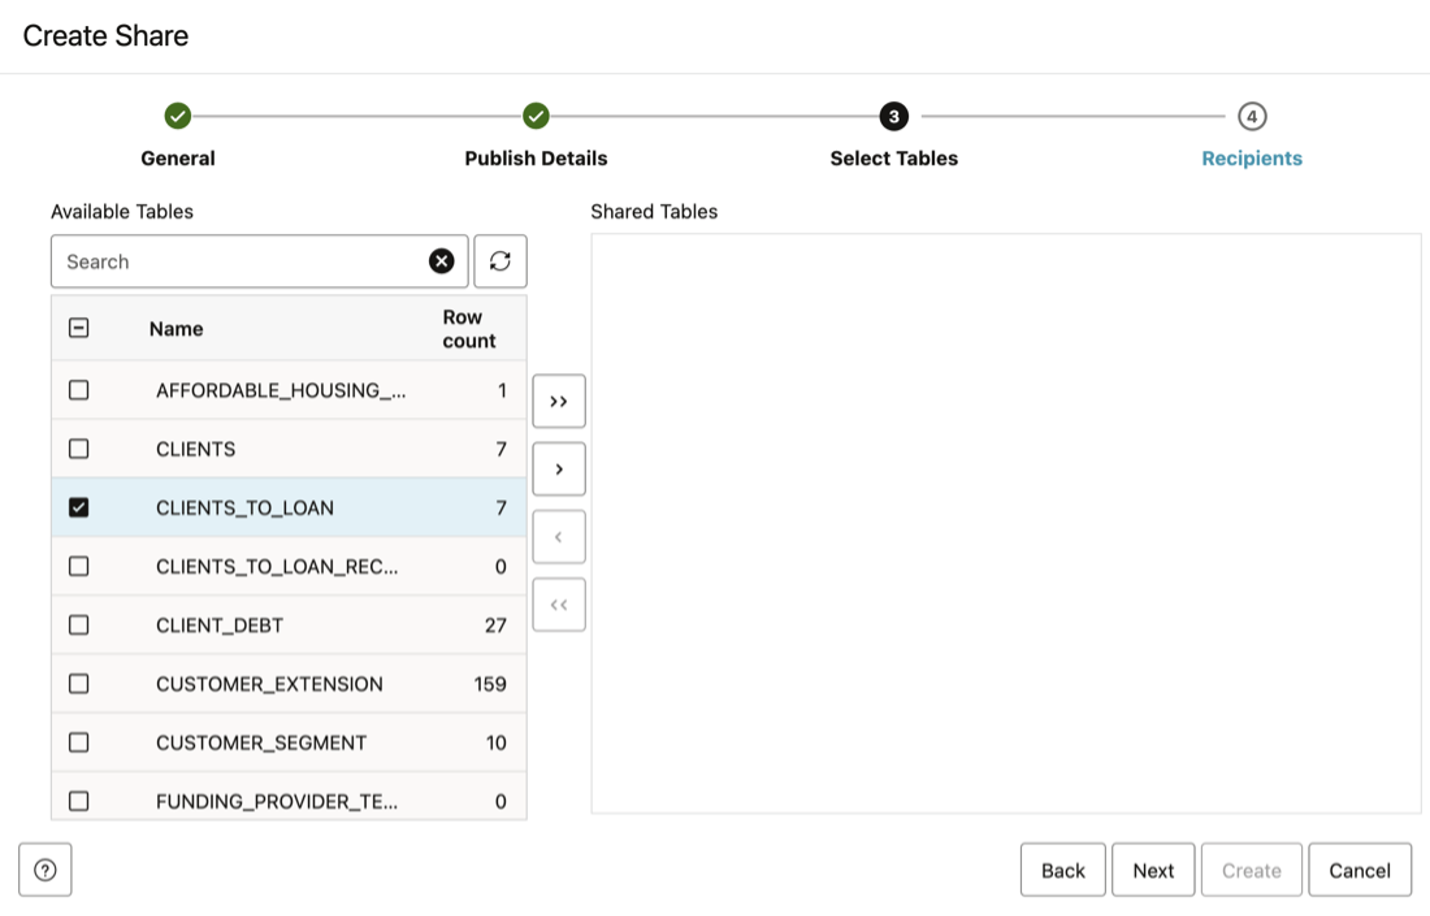 Create Share
3
4
General
Publish Details
Select Tables
Recipients
Available Tables
Shared Tables
Search
Name
Row
count
AFFORDABLE_HOUSING_... 1
CLIENTS 7
CLIENTS_TO_LOAN 7
CLIENTS_TO_LOAN_REC... 0
CLIENT_DEBT 27
CUSTOMER_EXTENSION 159
CUSTOMER_SEGMENT 10
FUNDING_PROVIDER_TE... 0
>>
>
<
<<
?
Back
Next
Create
Cancel